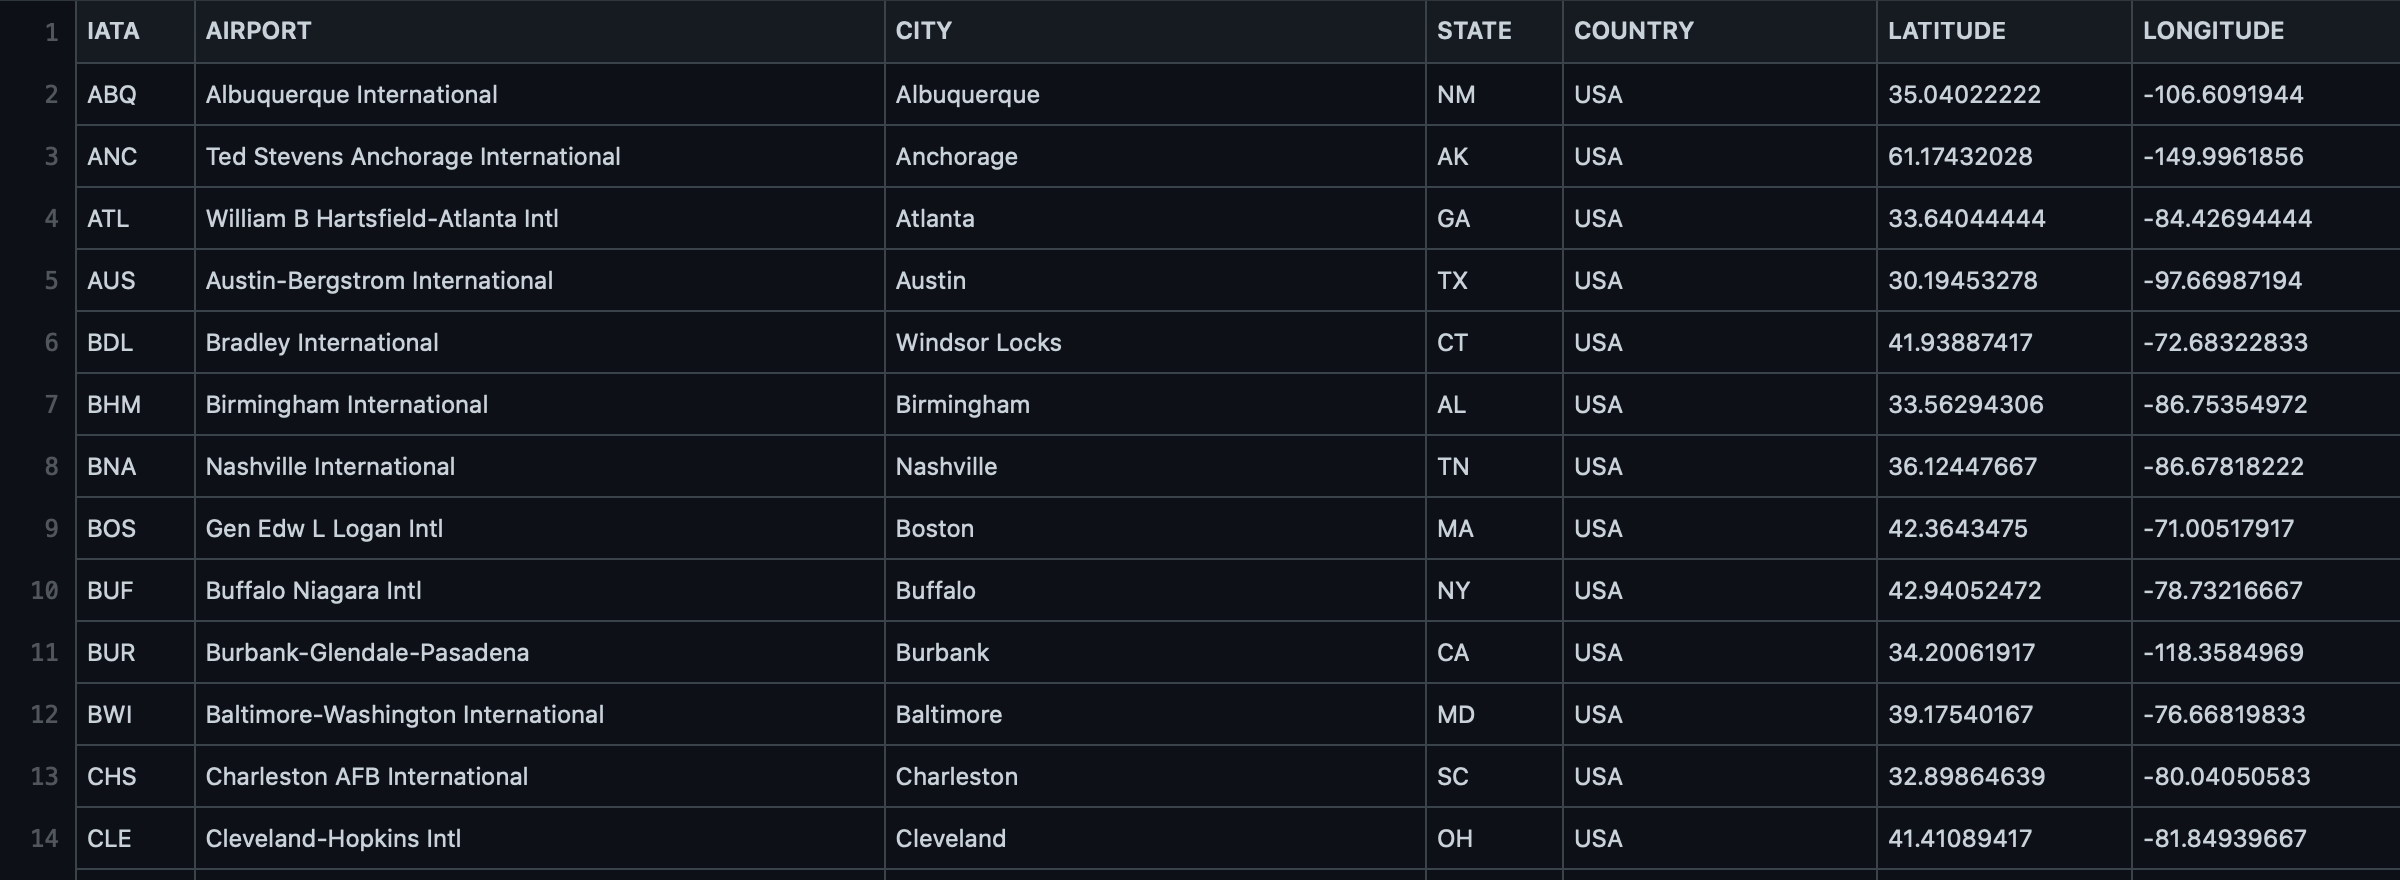 1 IATA AIRPORT CITY STATE COUNTRY LATITUDE LONGITUDE
2 ABQ Albuquerque International Albuquerque NM USA 35.04022222 -106.6091944
3 ANC Ted Stevens Anchorage International Anchorage AK USA 61.17432028 -149.9961856
4 ATL William B Hartsfield-Atlanta Intl Atlanta GA USA 33.64044444 -84.42694444
5 AUS Austin-Bergstrom International Austin TX USA 30.19453278 -97.66987194
6 BDL Bradley International Windsor Locks CT USA 41.93887417 -72.68322833
7 BHM Birmingham International Birmingham AL USA 33.56294306 -86.75354972
8 BNA Nashville International Nashville TN USA 36.12447667 -86.67818222
9 BOS Gen Edw L Logan Intl Boston MA USA 42.3643475 -71.00517917
10 BUF Buffalo Niagara Intl Buffalo NY USA 42.94052472 -78.73216667
11 BUR Burbank-Glendale-Pasadena Burbank CA USA 34.20061917 -118.3584969
12 BWI Baltimore-Washington International Baltimore MD USA 39.17540167 -76.66819833
13 CHS Charleston AFB International Charleston SC USA 32.89864639 -80.04050583
14 CLE Cleveland-Hopkins Intl Cleveland OH USA 41.41089417 -81.84939667